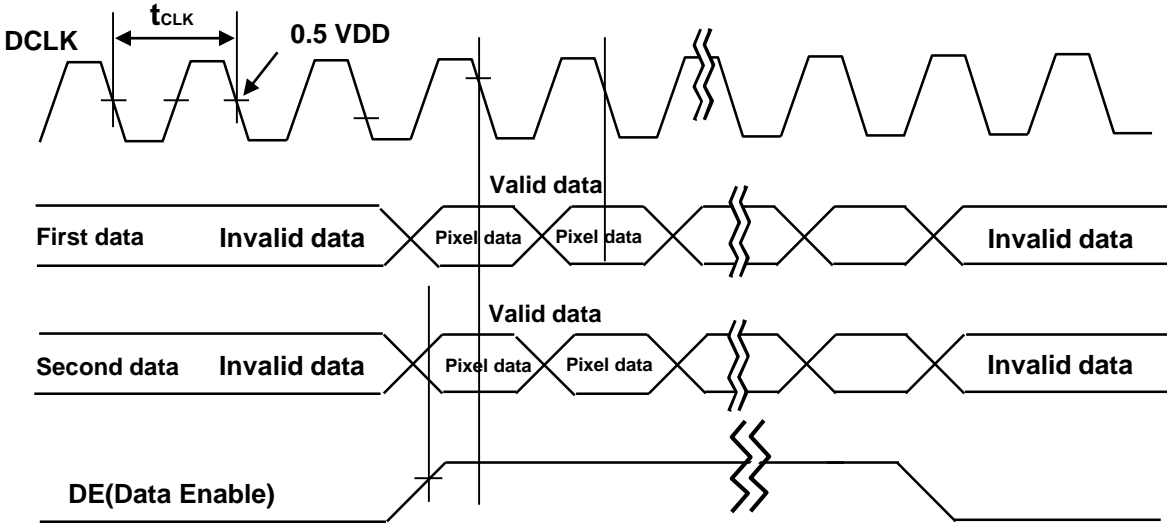 tCLK
0.5 VDD
DCLK
Valid data
First data Invalid data Pixel data Pixel data Invalid data
Valid data
Second data Invalid data Pixel data Pixel data Invalid data
DE(Data Enable)